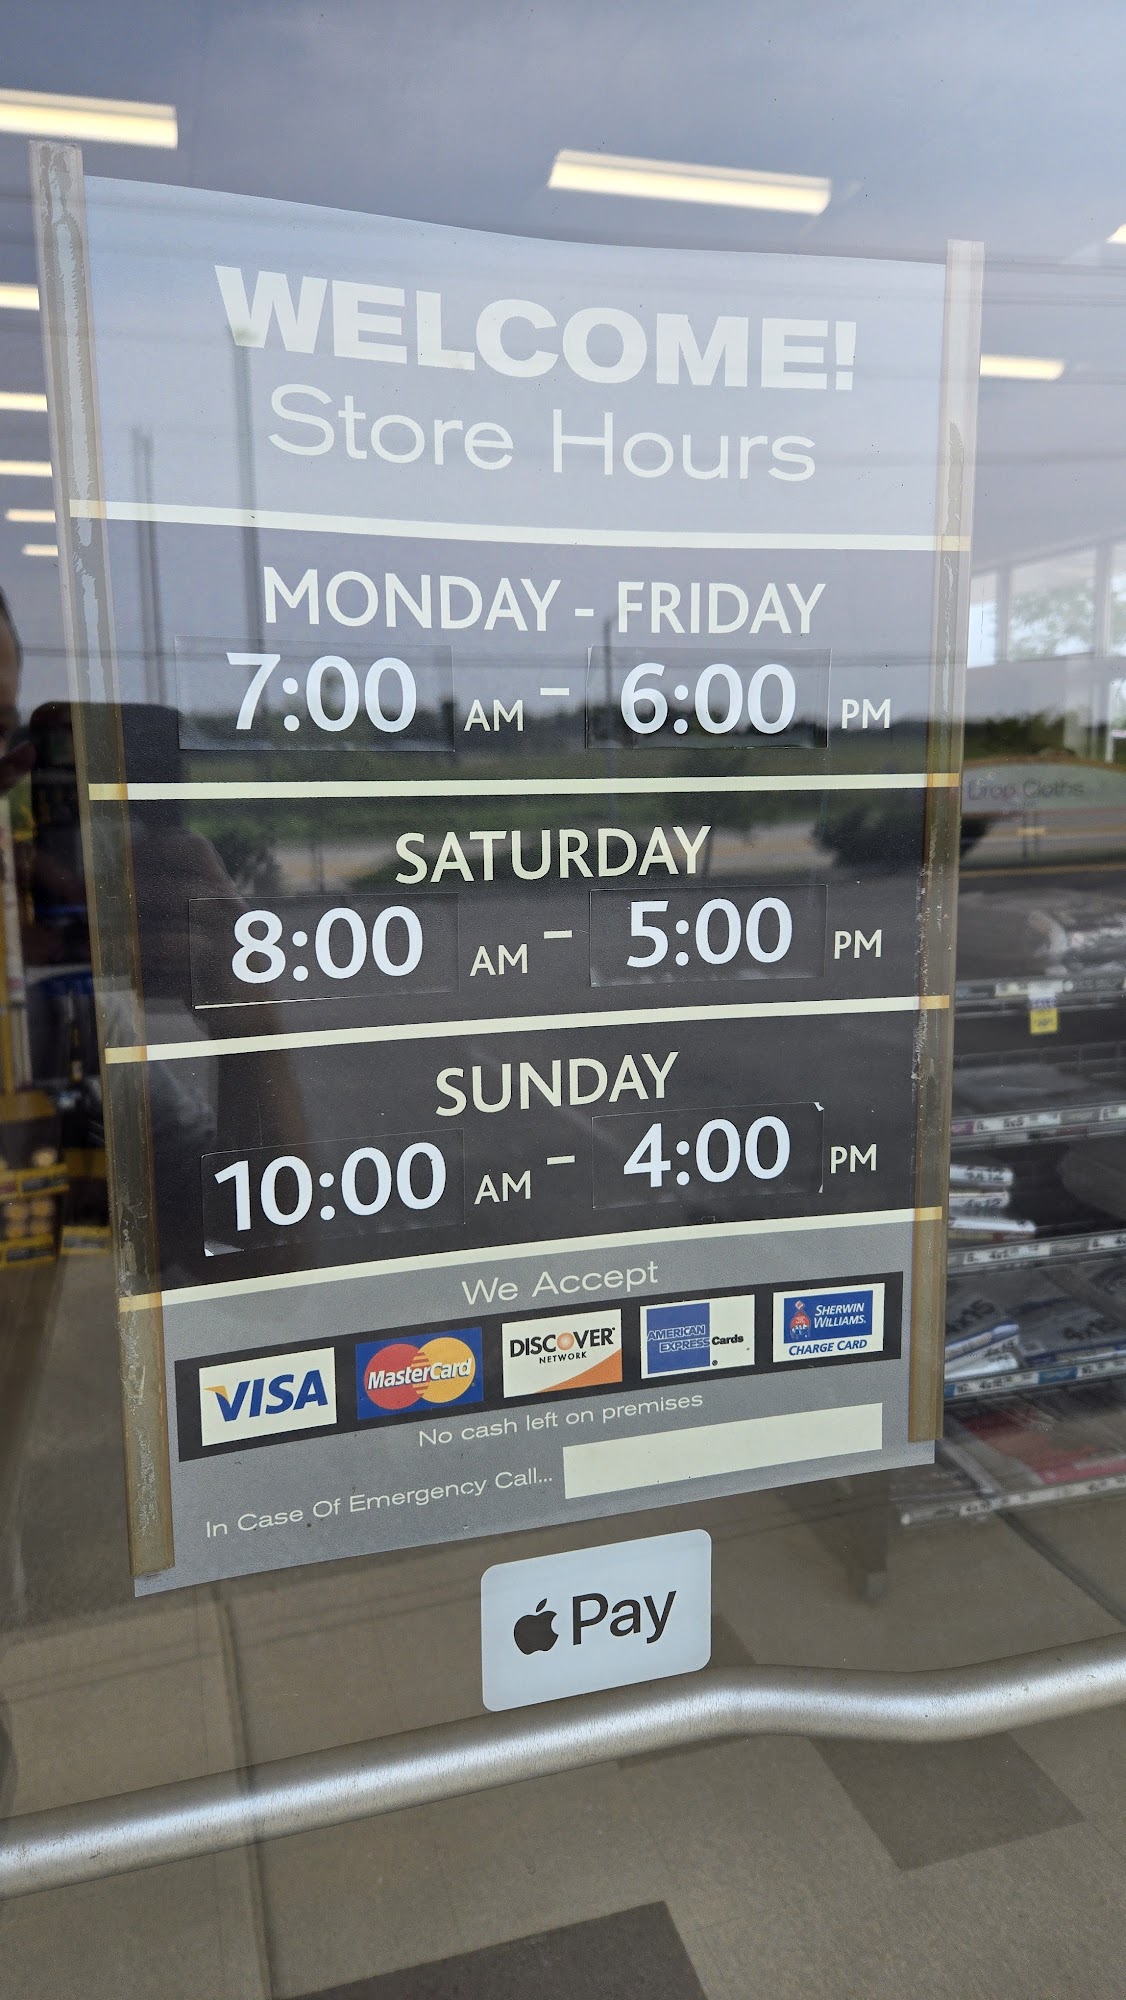 WELCOME!
Store Hours
MONDAY - FRIDAY
7:00 AM - 6:00 PM
SATURDAY
8:00 AM - 5:00 PM
SUNDAY
10:00 AM - 4:00 PM
We Accept
VISA
MasterCard
DISCOVER
NETWORK
AMERICAN
EXPRESS Cards
SHERWIN
WILLIAMS.
CHARGE CARD
No cash left on premises
In Case Of Emergency Call...
Pay
Drop Cloths